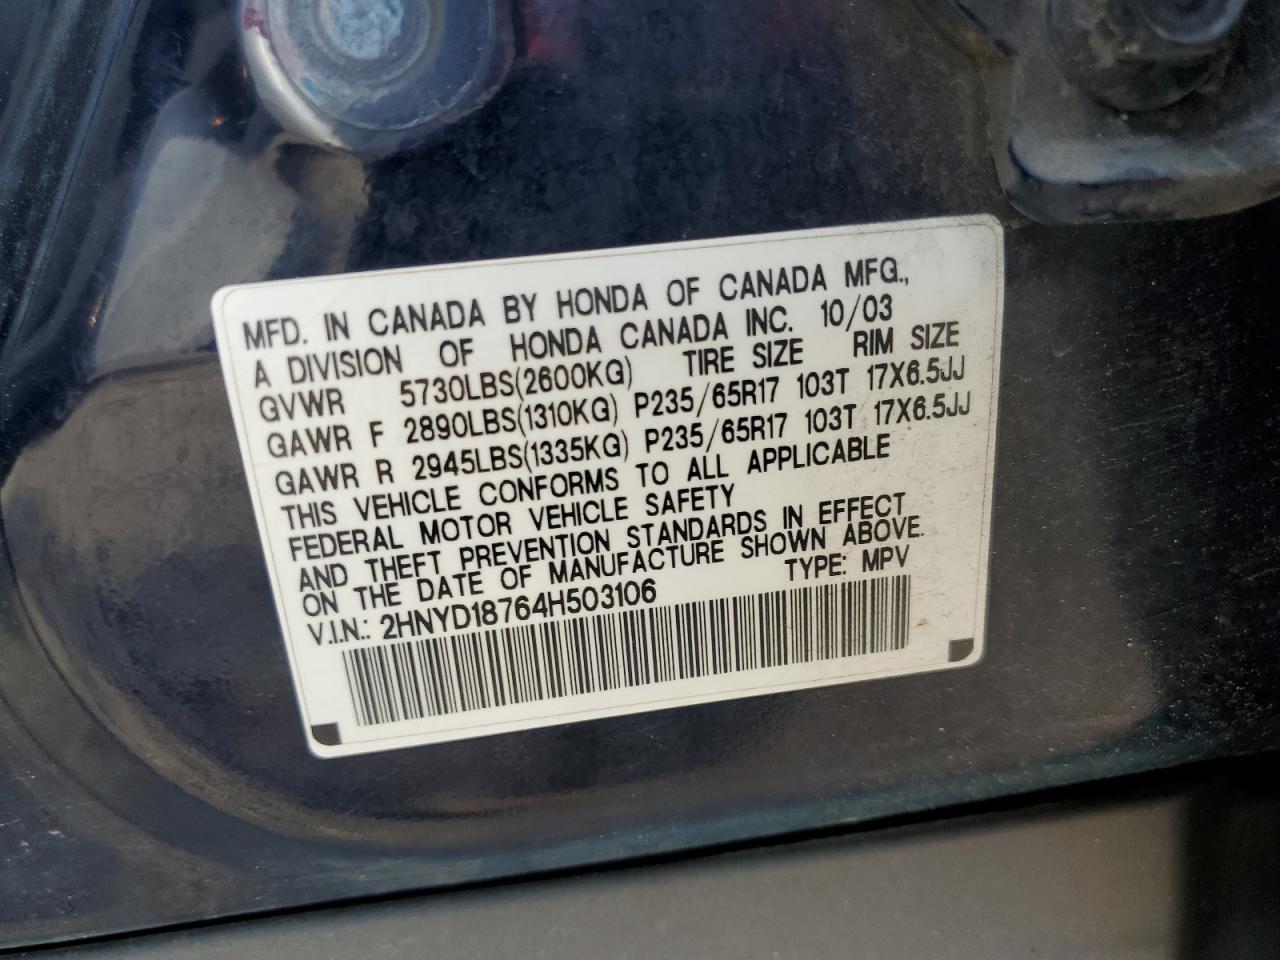 MFD. IN CANADA BY HONDA OF CANADA MFG.,
A DIVISION OF HONDA CANADA INC. 10/03
GVWR 5730LBS(2600KG) TIRE SIZE RIM SIZE
GAWR F 2890LBS(1310KG) P235/65R17 103T 17X6.5JJ
GAWR R 2945LBS(1335KG) P235/65R17 103T 17X6.5JJ
THIS VEHICLE CONFORMS TO ALL APPLICABLE
FEDERAL MOTOR VEHICLE SAFETY
AND THEFT PREVENTION STANDARDS IN EFFECT
ON THE DATE OF MANUFACTURE SHOWN ABOVE.
V.I.N.: 2HNYD18764H503106 TYPE: MPV